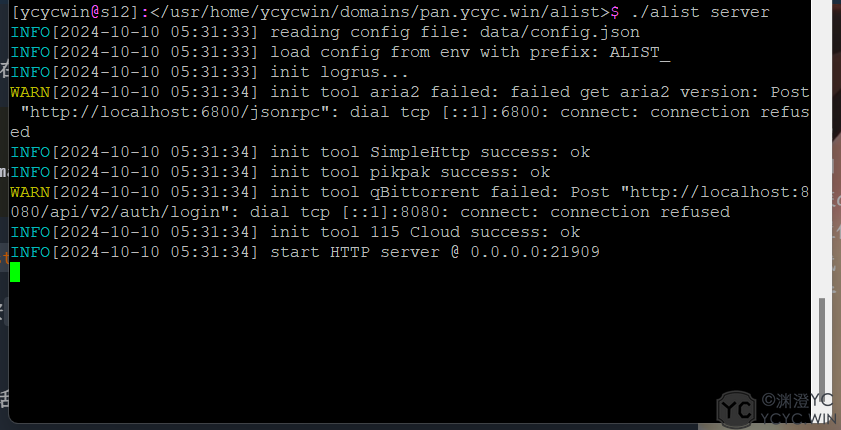 [ycycwin@s12]:</usr/home/ycycwin/domains/pan.ycyc.win/alist>$ ./alist server
INFO[2024-10-10 05:31:33] reading config file: data/config.json
INFO[2024-10-10 05:31:33] load config from env with prefix: ALIST_
INFO[2024-10-10 05:31:33] init logrus...
WARN[2024-10-10 05:31:34] init tool aria2 failed: failed get aria2 version: Post
"http://localhost:6800/jsonrpc": dial tcp [::1]:6800: connect: connection refus
ed
INFO[2024-10-10 05:31:34] init tool SimpleHttp success: ok
INFO[2024-10-10 05:31:34] init tool pikpak success: ok
WARN[2024-10-10 05:31:34] init tool qBittorrent failed: Post "http://localhost:8
080/api/v2/auth/login": dial tcp [::1]:8080: connect: connection refused
INFO[2024-10-10 05:31:34] init tool 115 Cloud success: ok
INFO[2024-10-10 05:31:34] start HTTP server @ 0.0.0.0:21909
YC
©渊澄YC
YCYC.WIN